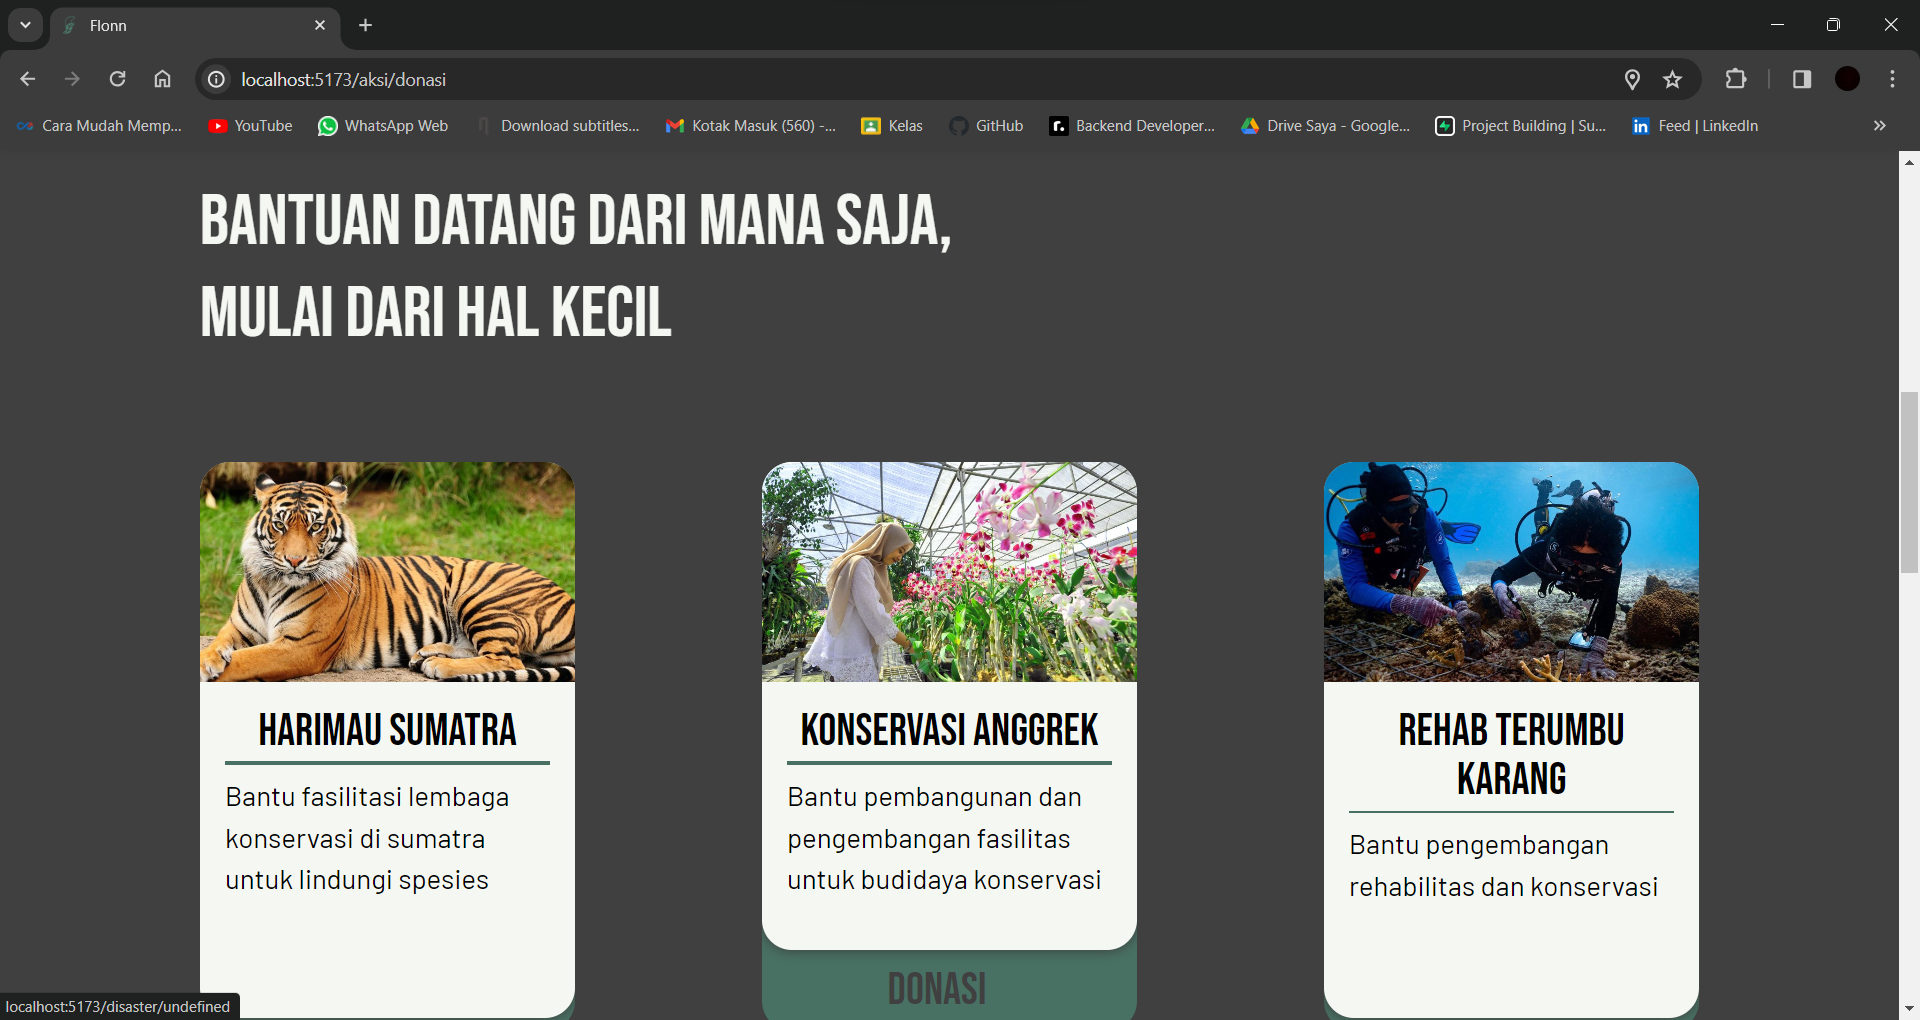 Flonn
localhost:5173/aksi/donasi
Cara Mudah Memp...
YouTube
WhatsApp Web
Download subtitles...
Kotak Masuk (560) -...
Kelas
GitHub
Backend Developer...
Drive Saya - Google...
Project Building | Su...
Feed | LinkedIn
BANTUAN DATANG DARI MANA SAJA,
MULAI DARI HAL KECIL
HARIMAU SUMATRA
Bantu fasilitasi lembaga
konservasi di sumatra
untuk lindungi spesies
KONSERVASI ANGGREK
Bantu pembangunan dan
pengembangan fasilitas
untuk budidaya konservasi
DONASI
REHAB TERUMBU
KARANG
Bantu pengembangan
rehabilitas dan konservasi
localhost:5173/disaster/undefined